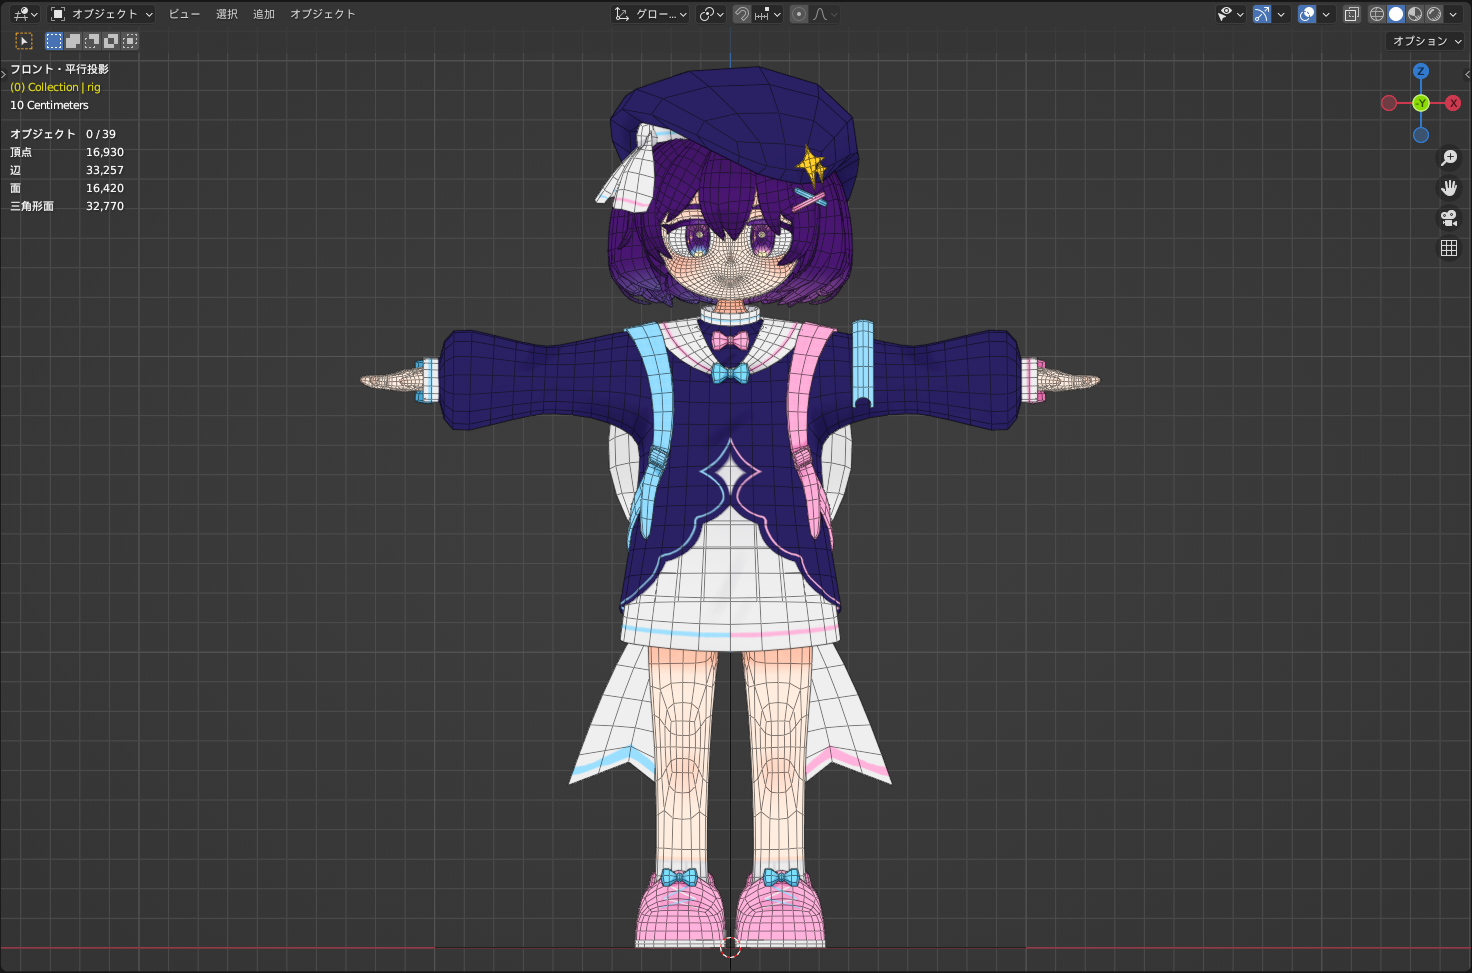 オブジェクト ビュー 選択 追加 オブジェクト グロー...
オプション
フロント・平行投影
(0) Collection | rig
10 Centimeters
オブジェクト 0 / 39
頂点 16,930
辺 33,257
面 16,420
三角形面 32,770
Z
-Y
X